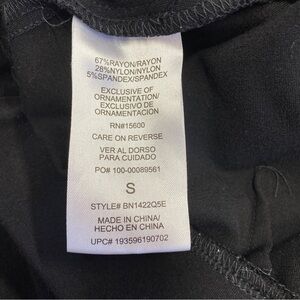 67%RAYON/RAYON
28%NYLON/NYLON
5%SPANDEX/SPANDEX
EXCLUSIVE OF
ORNAMENTATION/
EXCLUSIVO DE
ORNAMENTACION
RN#15600
CARE ON REVERSE
VER AL DORSO
PARA CUIDADO
PO# 100-00089561
S
STYLE# BN1422Q5E
MADE IN CHINA/
HECHO EN CHINA
UPC# 193596190702